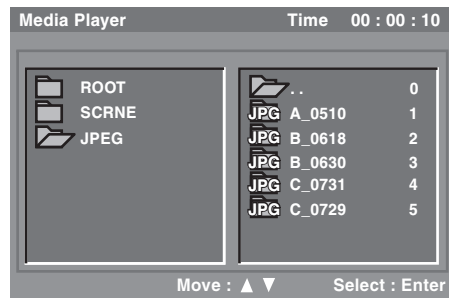 Media Player Time 00 : 00 : 10
ROOT
SCRNE
JPEG
. . 0
JPG A_0510 1
JPG B_0618 2
JPG B_0630 3
JPG C_0731 4
JPG C_0729 5
Move : ▲ ▼ Select : Enter